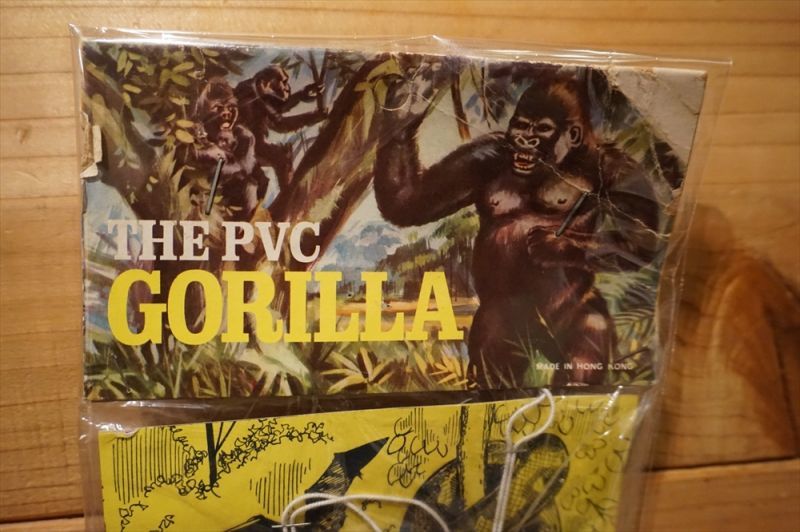 THE PVC
GORILLA
MADE IN HONG KONG